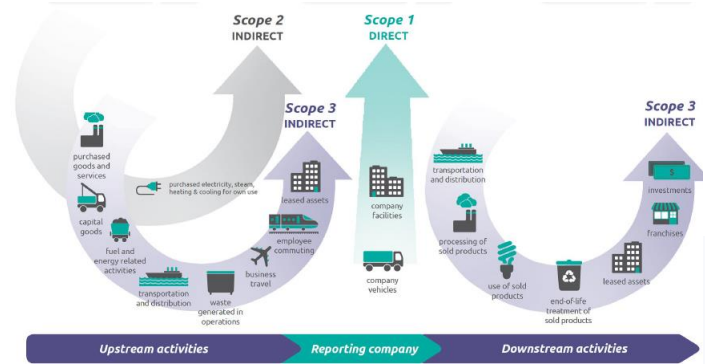 Scope 2
INDIRECT
Scope 1
DIRECT
Scope 3
INDIRECT
Scope 3
INDIRECT
purchased
goods and
services
capital
goods
fuel and
energy related
activities
transportation
and distribution
waste
generated in
operations
business
travel
employee
commuting
leased assets
purchased electricity, steam,
heating & cooling for own use
company
facilities
company
vehicles
transportation
and distribution
processing of
sold products
use of sold
products
end-of-life
treatment of
sold products
leased assets
franchises
investments
$
Upstream activities
Reporting company
Downstream activities